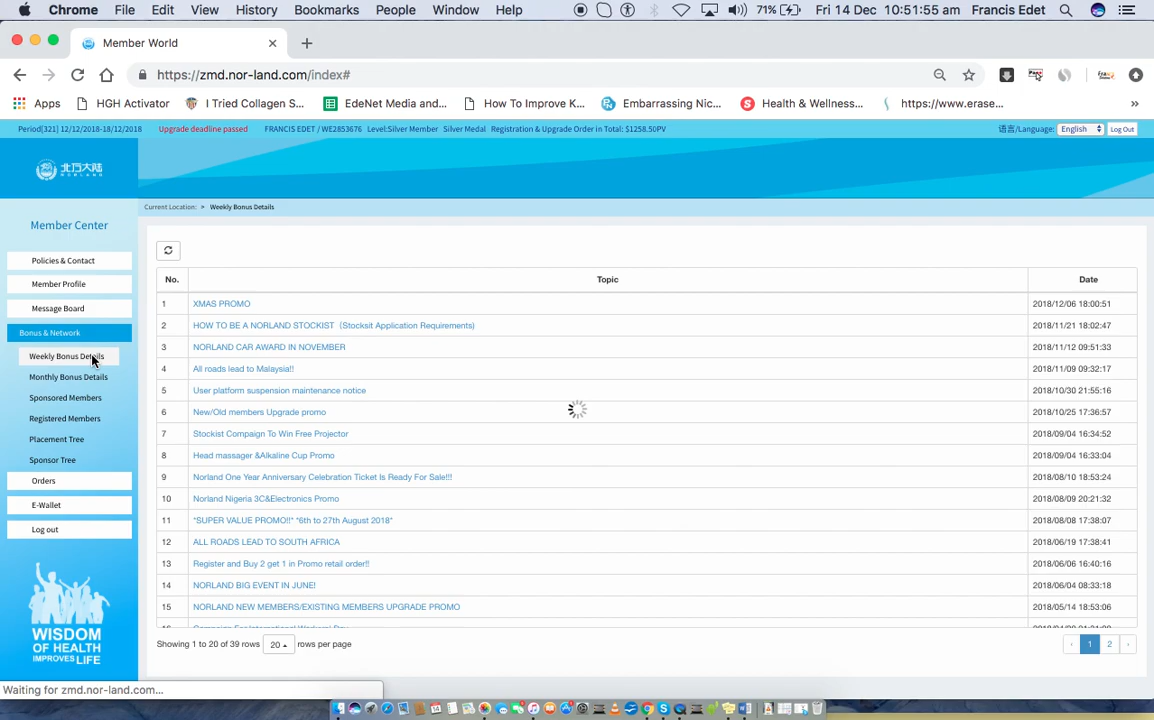 Chrome File Edit View History Bookmarks People Window Help 71% Fri 14 Dec 10:51:55 am Francis Edet
Member World
https://zmd.nor-land.com/index#
Apps HGH Activator I Tried Collagen S... EdeNet Media and... How To Improve K... Embarrassing Nic... Health & Wellness... https://www.erase... »
Period[321] 12/12/2018-18/12/2018 Upgrade deadline passed FRANCIS EDET / WE2853676 Level:Silver Member Silver Medal Registration & Upgrade Order in Total: $1258.50PV 语言/Language: English Log Out
北方大陆
NORLAND
Current Location: > Weekly Bonus Details
Member Center
Policies & Contact
Member Profile
Message Board
Bonus & Network
Weekly Bonus Details
Monthly Bonus Details
Sponsored Members
Registered Members
Placement Tree
Sponsor Tree
Orders
E-Wallet
Log out
WISDOM
OF HEALTH
IMPROVES LIFE
No. Topic Date
1 XMAS PROMO 2018/12/06 18:00:51
2 HOW TO BE A NORLAND STOCKIST（Stocksit Application Requirements) 2018/11/21 18:02:47
3 NORLAND CAR AWARD IN NOVEMBER 2018/11/12 09:51:33
4 All roads lead to Malaysia!! 2018/11/09 09:32:17
5 User platform suspension maintenance notice 2018/10/30 21:55:16
6 New/Old members Upgrade promo 2018/10/25 17:36:57
7 Stockist Campaign To Win Free Projector 2018/09/04 16:34:52
8 Head massager &Alkaline Cup Promo 2018/09/04 16:33:04
9 Norland One Year Anniversary Celebration Ticket Is Ready For Sale!!! 2018/08/10 18:53:24
10 Norland Nigeria 3C&Electronics Promo 2018/08/09 20:21:32
11 *SUPER VALUE PROMO!!* *6th to 27th August 2018* 2018/08/08 17:38:07
12 ALL ROADS LEAD TO SOUTH AFRICA 2018/06/19 17:38:41
13 Register and Buy 2 get 1 in Promo retail order!! 2018/06/06 16:40:16
14 NORLAND BIG EVENT IN JUNE! 2018/06/04 08:33:18
15 NORLAND NEW MEMBERS/EXISTING MEMBERS UPGRADE PROMO 2018/05/14 18:53:06
Showing 1 to 20 of 39 rows 20 rows per page ‹ 1 2 ›
Waiting for zmd.nor-land.com...